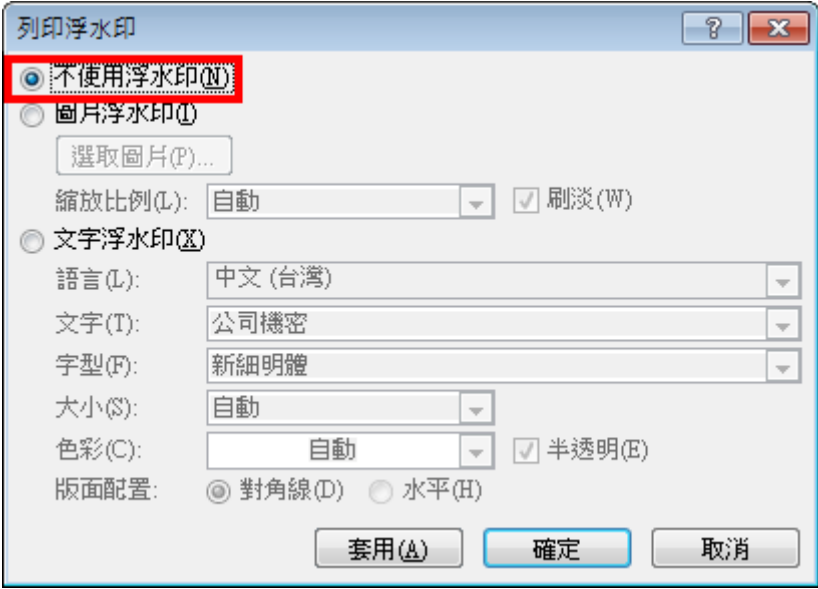 列印浮水印
不使用浮水印(N)
圖片浮水印(I)
選取圖片(P)...
縮放比例(L): 自動 刷淡(W)
文字浮水印(X)
語言(L): 中文 (台灣)
文字(T): 公司機密
字型(F): 新細明體
大小(S): 自動
色彩(C): 自動 半透明(E)
版面配置: 對角線(D) 水平(H)
套用(A) 確定 取消